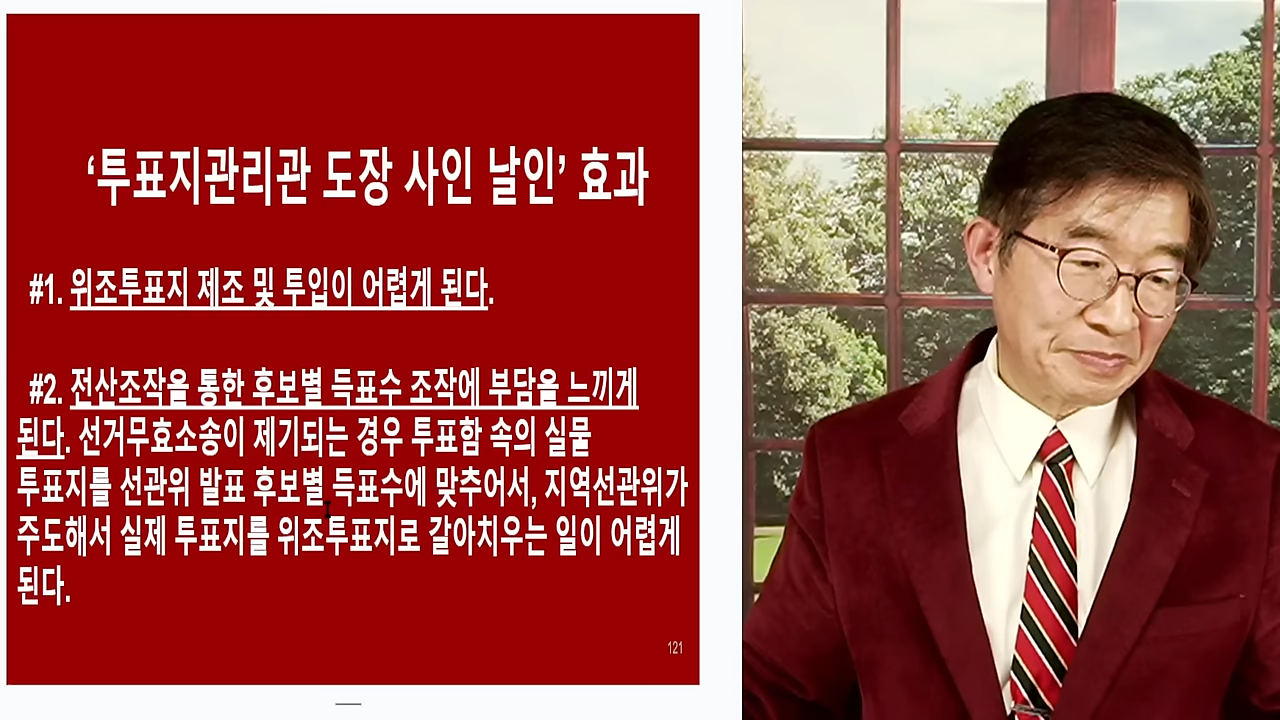 ‘투표지관리관 도장 사인 날인’ 효과
#1. 위조투표지 제조 및 투입이 어렵게 된다.
#2. 전산조작을 통한 후보별 득표수 조작에 부담을 느끼게
된다. 선거무효소송이 제기되는 경우 투표함 속의 실물
투표지를 선관위 발표 후보별 득표수에 맞추어서, 지역선관위가
주도해서 실제 투표지를 위조투표지로 갈아치우는 일이 어렵게
된다.
121